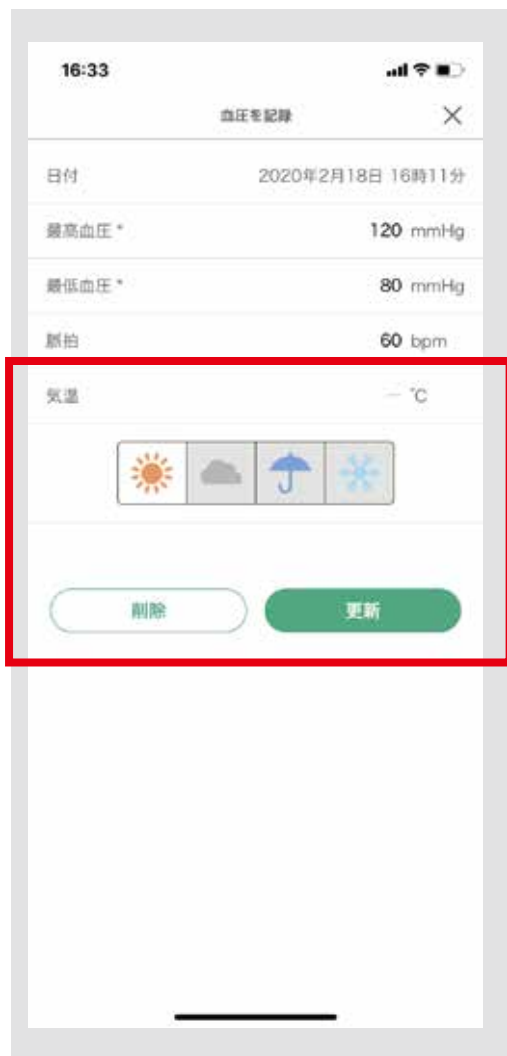 16:33
血圧を記録
日付 2020年2月18日 16時11分
最高血圧 * 120 mmHg
最低血圧 * 80 mmHg
脈拍 60 bpm
気温 — ℃
削除 更新